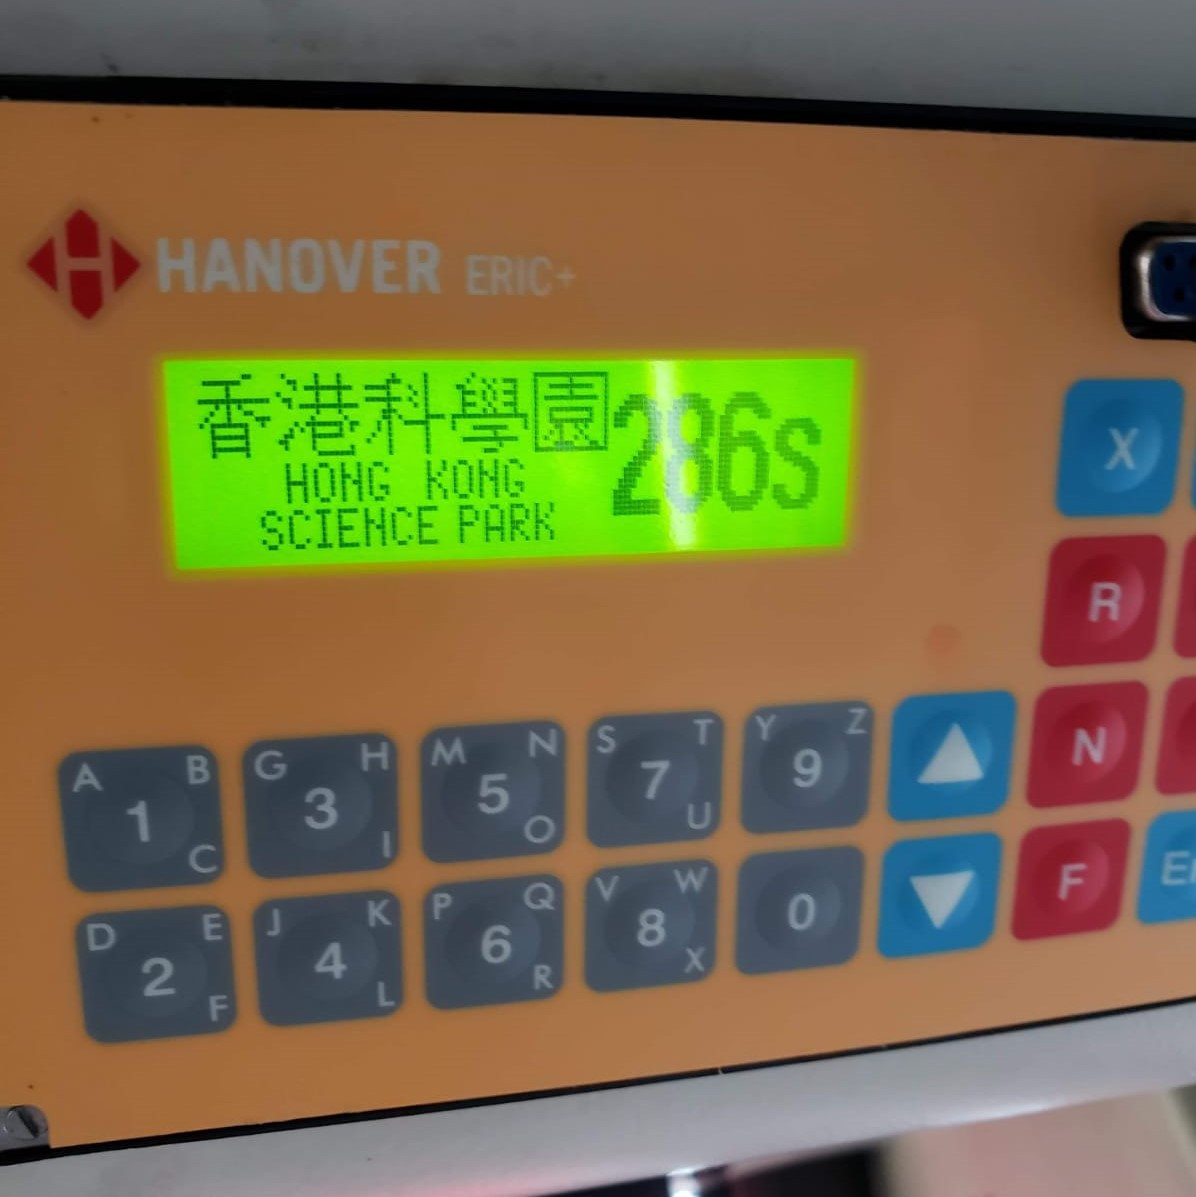 HANOVER ERIC+
香港科學園
HONG KONG
SCIENCE PARK
286s
X
R
N
F
A B 1 C
G H 3 I
M N 5 O
S T 7 U
Y Z 9
D E 2 F
J K 4 L
P Q 6 R
V W 8 X
0